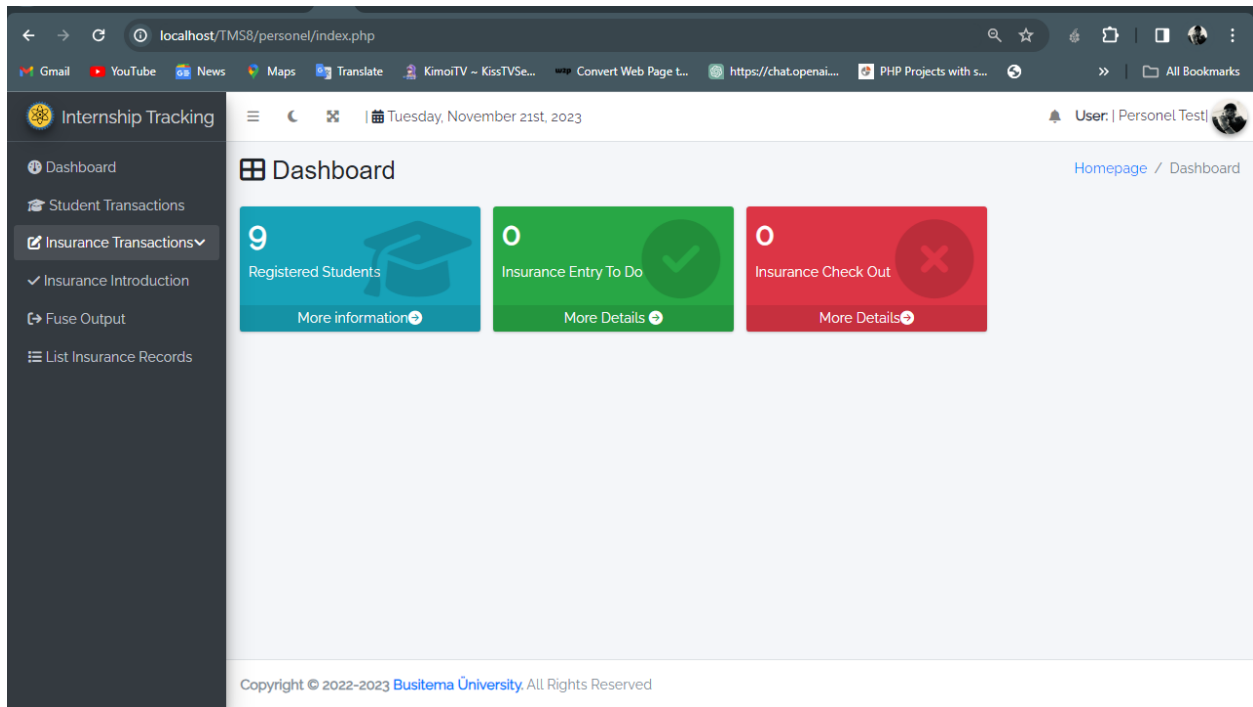 localhost/TMS8/personel/index.php
Gmail YouTube News Maps Translate KimoiTV ~ KissTVSe... Convert Web Page t... https://chat.openai.... PHP Projects with s... » All Bookmarks
Internship Tracking
| Tuesday, November 21st, 2023
User: | Personel Test|
Dashboard
Student Transactions
Insurance Transactions
Insurance Introduction
Fuse Output
List Insurance Records
Dashboard
Homepage / Dashboard
9
Registered Students
More information
0
Insurance Entry To Do
More Details
0
Insurance Check Out
More Details
Copyright © 2022-2023 Busitema Üniversity. All Rights Reserved